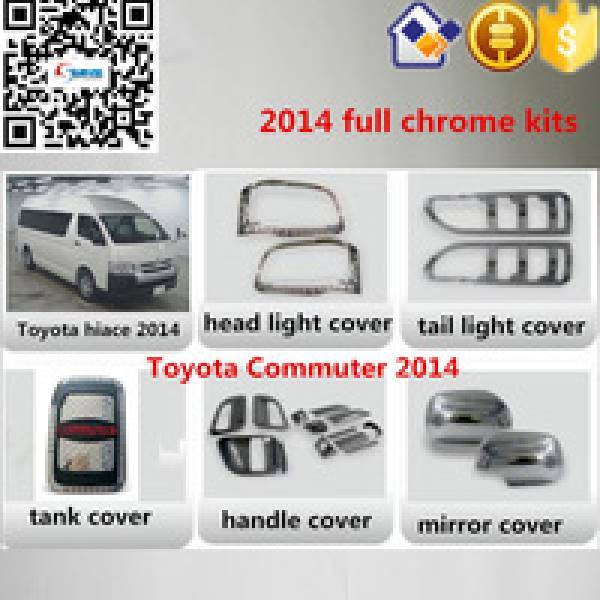 2014 full chrome kits
Toyota hiace 2014
head light cover
tail light cover
Toyota Commuter 2014
tank cover
handle cover
mirror cover